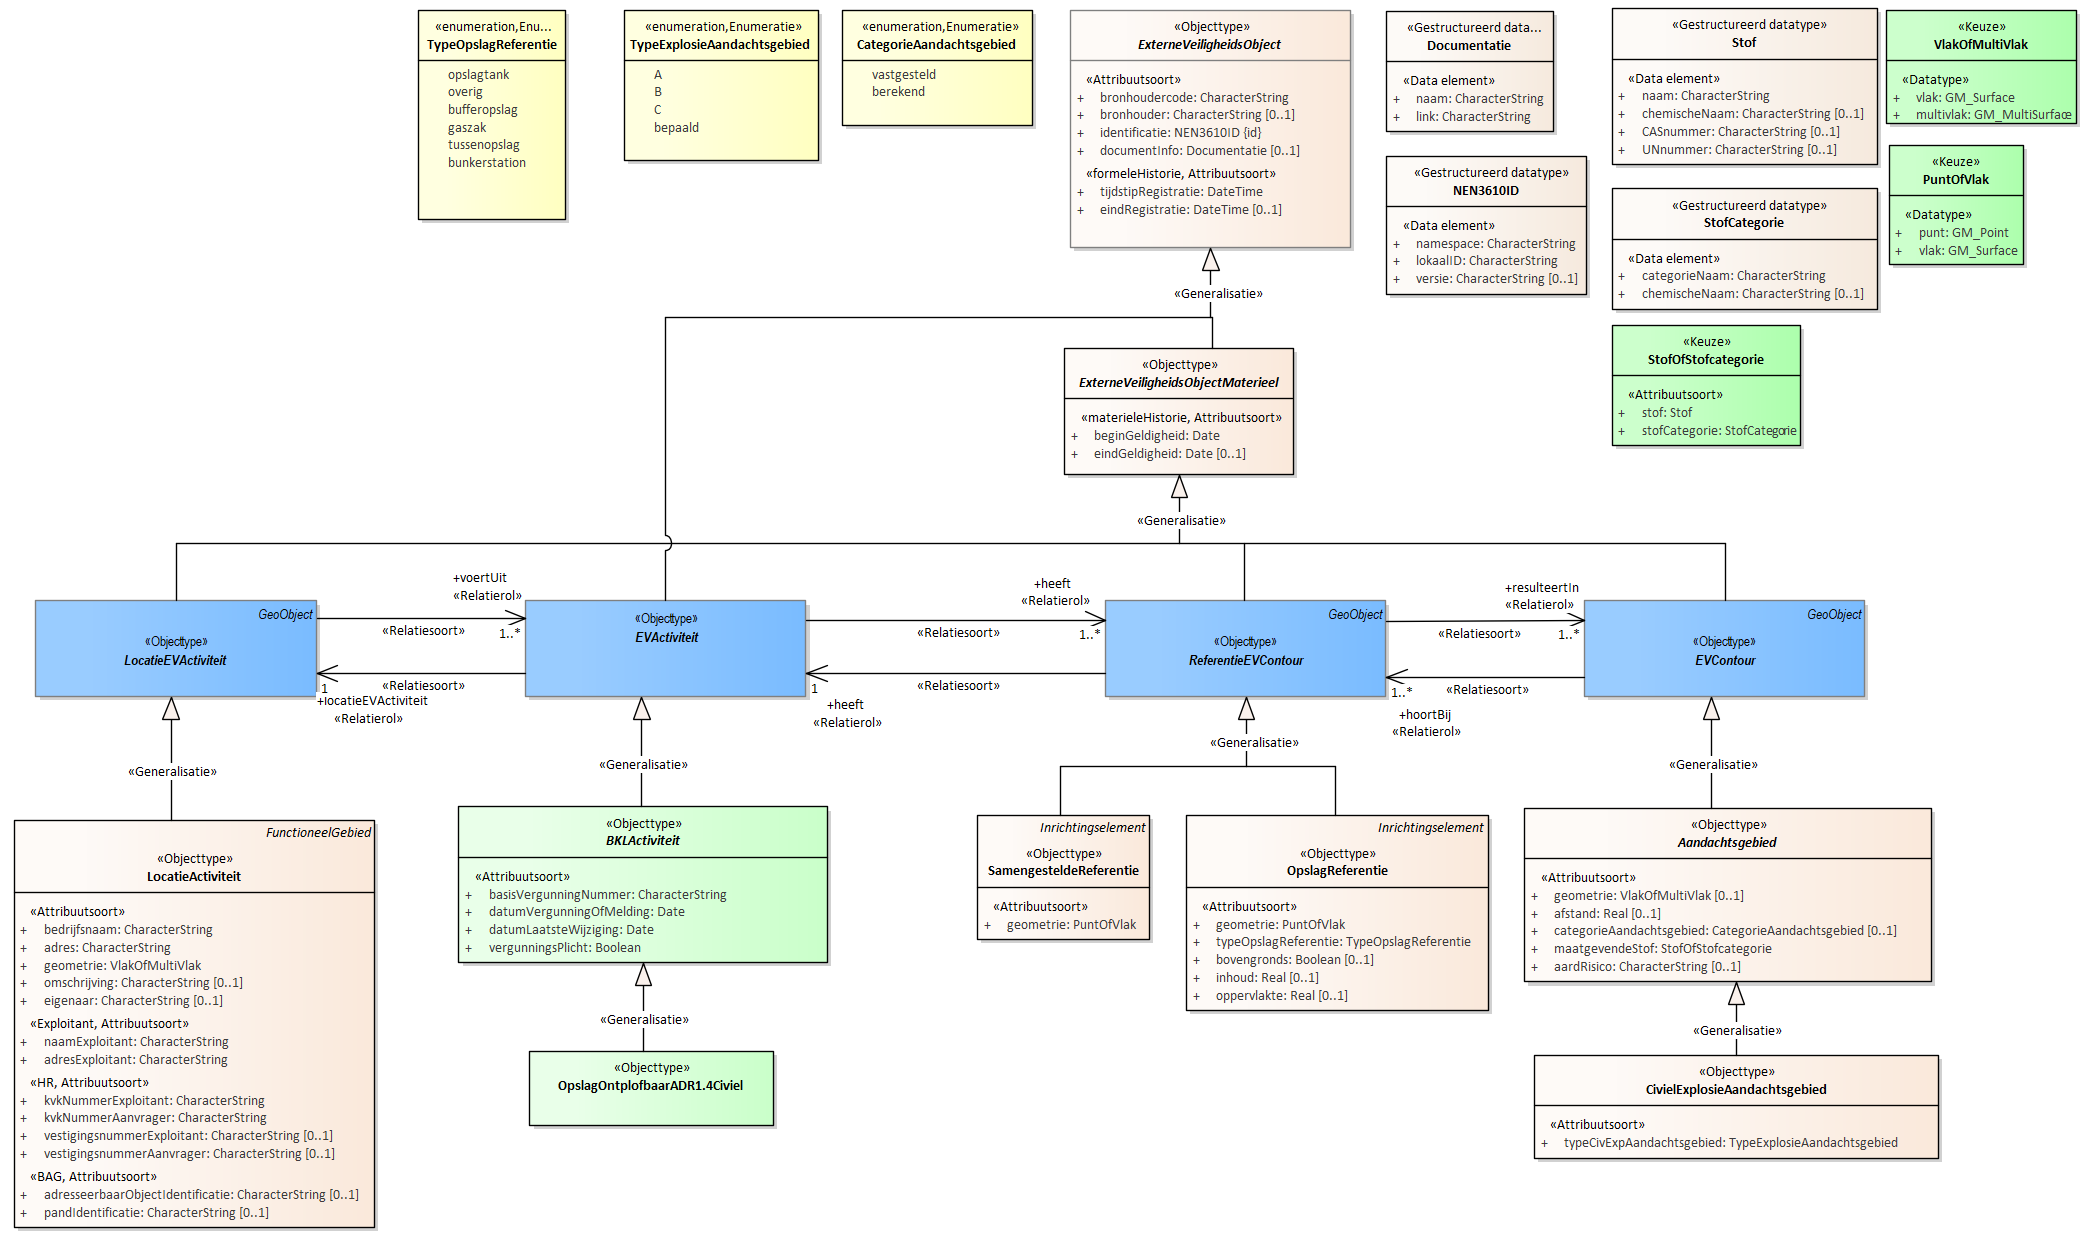 «enumeration,Enu...
TypeOpslagReferentie
opslagtank
overig
bufferopslag
gaszak
tussenopslag
bunkerstation
«enumeration,Enumeratie»
TypeExplosieAandachtsgebied
A
B
C
bepaald
«enumeration,Enumeratie»
CategorieAandachtsgebied
vastgesteld
berekend
«Objecttype»
ExterneVeiligheidsObject
«Attribuutsoort»
+ bronhoudercode: CharacterString
+ bronhouder: CharacterString [0..1]
+ identificatie: NEN3610ID {id}
+ documentInfo: Documentatie [0..1]
«formeleHistorie, Attribuutsoort»
+ tijdstipRegistratie: DateTime
+ eindRegistratie: DateTime [0..1]
«Gestructureerd data...
Documentatie
«Data element»
+ naam: CharacterString
+ link: CharacterString
«Gestructureerd datatype»
NEN3610ID
«Data element»
+ namespace: CharacterString
+ lokaalID: CharacterString
+ versie: CharacterString [0..1]
«Gestructureerd datatype»
Stof
«Data element»
+ naam: CharacterString
+ chemischeNaam: CharacterString [0..1]
+ CASnummer: CharacterString [0..1]
+ UNnummer: CharacterString [0..1]
«Gestructureerd datatype»
StofCategorie
«Data element»
+ categorieNaam: CharacterString
+ chemischeNaam: CharacterString [0..1]
«Keuze»
StofOfStofcategorie
«Attribuutsoort»
+ stof: Stof
+ stofCategorie: StofCategorie
«Keuze»
VlakOfMultiVlak
«Datatype»
+ vlak: GM_Surface
+ multivlak: GM_MultiSurface
«Keuze»
PuntOfVlak
«Datatype»
+ punt: GM_Point
+ vlak: GM_Surface
«Generalisatie»
«Objecttype»
ExterneVeiligheidsObjectMaterieel
«materieleHistorie, Attribuutsoort»
+ beginGeldigheid: Date
+ eindGeldigheid: Date [0..1]
«Generalisatie»
GeoObject
«Objecttype»
LocatieEVActiviteit
+voertUit
«Relatierol»
«Relatiesoort»
1..*
«Relatiesoort»
1
+locatieEVActiviteit
«Relatierol»
«Objecttype»
EVActiviteit
+heeft
«Relatierol»
«Relatiesoort»
1..*
«Relatiesoort»
1
+heeft
«Relatierol»
GeoObject
«Objecttype»
ReferentieEVContour
+resulteertIn
«Relatierol»
«Relatiesoort»
1..*
«Relatiesoort»
1..*
+hoortBij
«Relatierol»
GeoObject
«Objecttype»
EVContour
«Generalisatie»
«Generalisatie»
«Generalisatie»
«Generalisatie»
FunctioneelGebied
«Objecttype»
LocatieActiviteit
«Attribuutsoort»
+ bedrijfsnaam: CharacterString
+ adres: CharacterString
+ geometrie: VlakOfMultiVlak
+ omschrijving: CharacterString [0..1]
+ eigenaar: CharacterString [0..1]
«Exploitant, Attribuutsoort»
+ naamExploitant: CharacterString
+ adresExploitant: CharacterString
«HR, Attribuutsoort»
+ kvkNummerExploitant: CharacterString
+ kvkNummerAanvrager: CharacterString
+ vestigingsnummerExploitant: CharacterString [0..1]
+ vestigingsnummerAanvrager: CharacterString [0..1]
«BAG, Attribuutsoort»
+ adresseerbaarObjectIdentificatie: CharacterString [0..1]
+ pandIdentificatie: CharacterString [0..1]
«Objecttype»
BKLActiviteit
«Attribuutsoort»
+ basisVergunningNummer: CharacterString
+ datumVergunningOfMelding: Date
+ datumLaatsteWijziging: Date
+ vergunningsPlicht: Boolean
«Generalisatie»
«Objecttype»
OpslagOntplofbaarADR1.4Civiel
Inrichtingselement
«Objecttype»
SamengesteldeReferentie
«Attribuutsoort»
+ geometrie: PuntOfVlak
Inrichtingselement
«Objecttype»
OpslagReferentie
«Attribuutsoort»
+ geometrie: PuntOfVlak
+ typeOpslagReferentie: TypeOpslagReferentie
+ bovengronds: Boolean [0..1]
+ inhoud: Real [0..1]
+ oppervlakte: Real [0..1]
«Objecttype»
Aandachtsgebied
«Attribuutsoort»
+ geometrie: VlakOfMultiVlak [0..1]
+ afstand: Real [0..1]
+ categorieAandachtsgebied: CategorieAandachtsgebied [0..1]
+ maatgevendeStof: StofOfStofcategorie
+ aardRisico: CharacterString [0..1]
«Generalisatie»
«Objecttype»
CivielExplosieAandachtsgebied
«Attribuutsoort»
+ typeCivExpAandachtsgebied: TypeExplosieAandachtsgebied